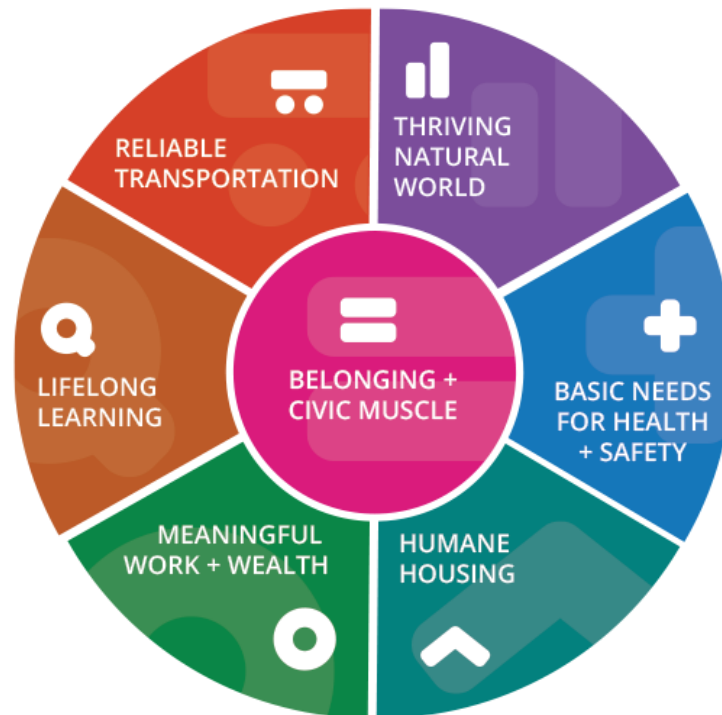 RELIABLE
TRANSPORTATION
THRIVING
NATURAL
WORLD
LIFELONG
LEARNING
BELONGING +
CIVIC MUSCLE
BASIC NEEDS
FOR HEALTH
+ SAFETY
MEANINGFUL
WORK + WEALTH
HUMANE
HOUSING